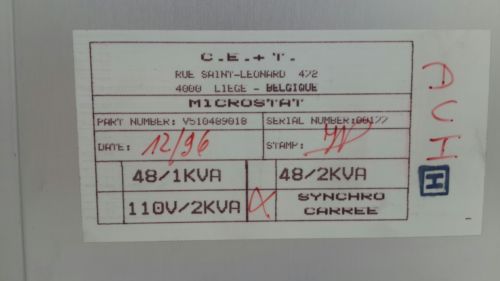 C.E.+T.
RUE SAINT-LEONARD 472
4000 LIEGE - BELGIQUE
MICROSTAT
PART NUMBER: V510489018 SERIAL NUMBER:00177
DATE: 12/96 STAMP:
48/1KVA 48/2KVA
110V/2KVA X SYNCHRO
CARREE
A V H
H